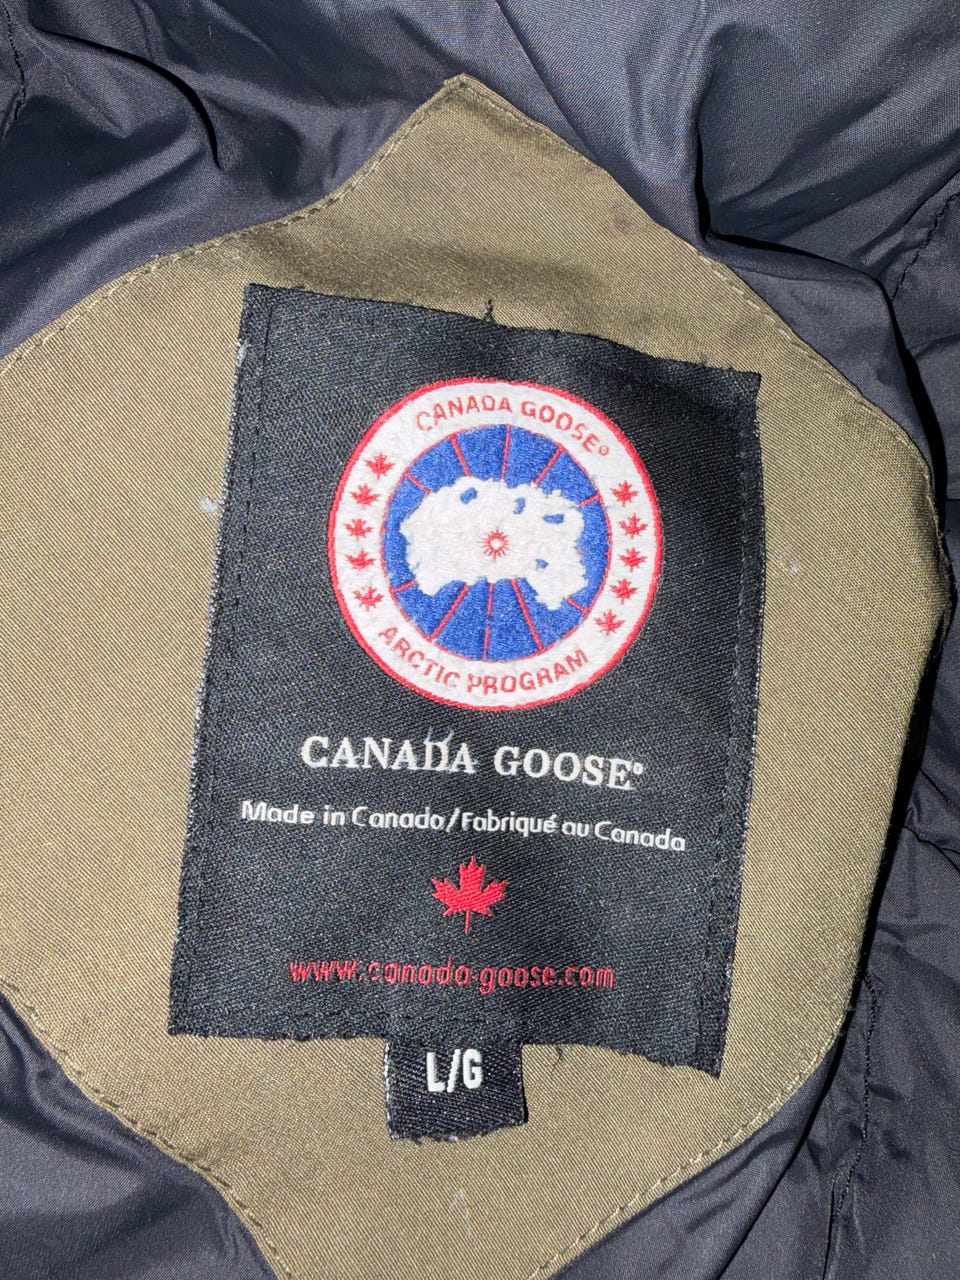 CANADA GOOSE®
ARCTIC PROGRAM
CANADA GOOSE®
Made in Canada/Fabriqué au Canada
www.canada-goose.com
L/G